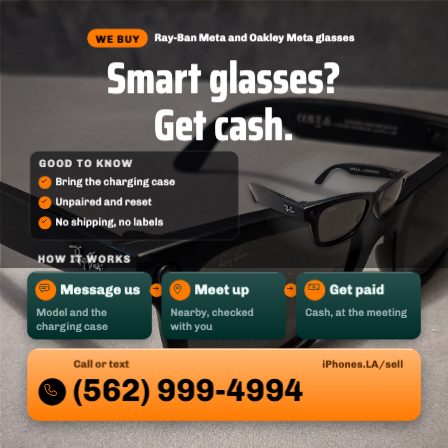 WE BUY Ray-Ban Meta and Oakley Meta glasses
Smart glasses?
Get cash.
GOOD TO KNOW
Bring the charging case
Unpaired and reset
No shipping, no labels
HOW IT WORKS
Message us
Model and the
charging case
Meet up
Nearby, checked
with you
Get paid
Cash, at the meeting
Call or text
iPhones.LA/sell
(562) 999-4994